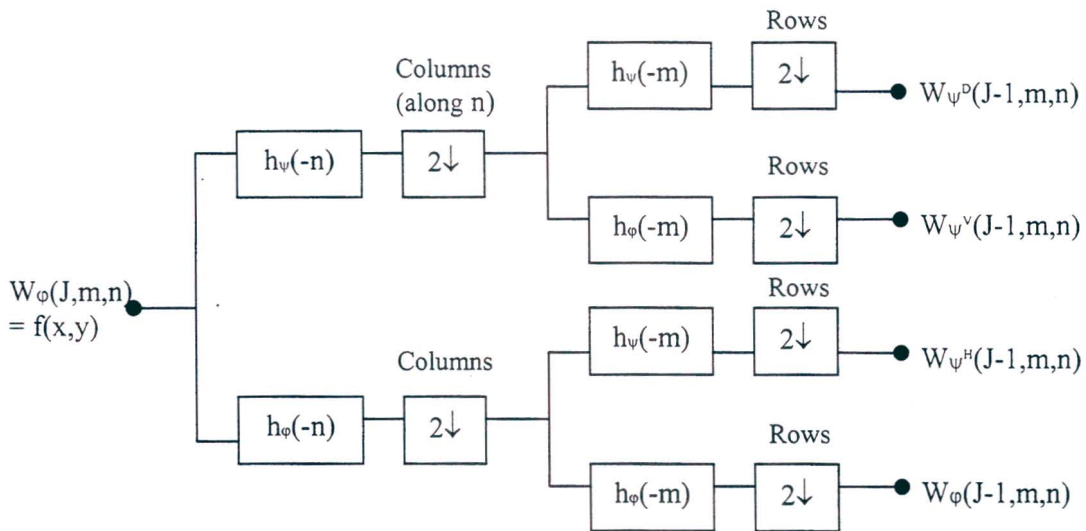 Rows
Columns
(along n)
hψ(-m)
2↓
Wψᴰ(J-1,m,n)
hψ(-n)
2↓
Rows
hφ(-m)
2↓
Wψⱽ(J-1,m,n)
Wφ(J,m,n)
= f(x,y)
Rows
hψ(-m)
2↓
Wψᴴ(J-1,m,n)
Columns
hφ(-n)
2↓
Rows
hφ(-m)
2↓
Wφ(J-1,m,n)